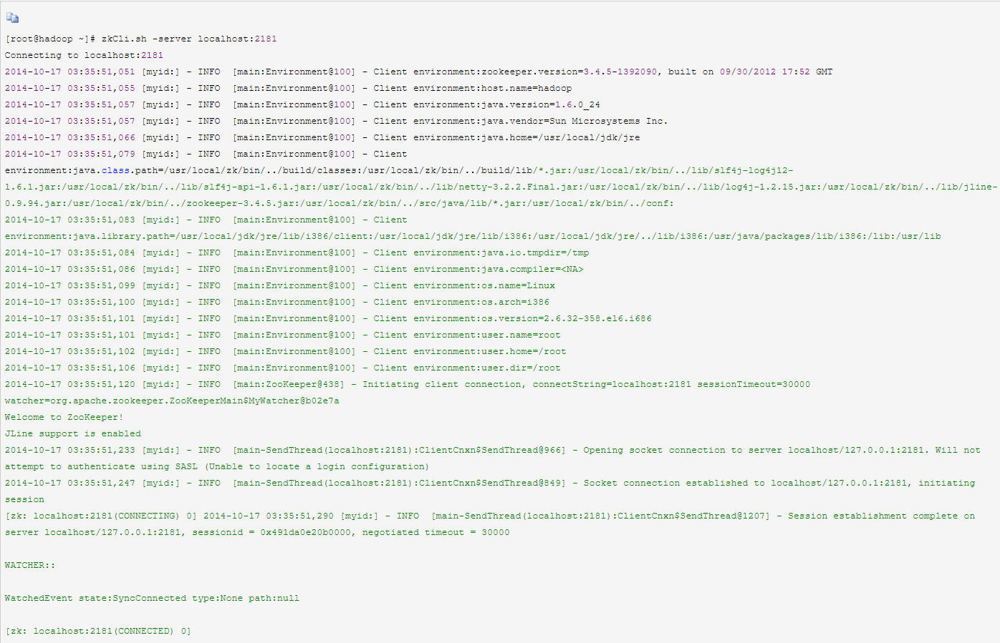 [root@hadoop ~]# zkCli.sh -server localhost:2181
Connecting to localhost:2181
2014-10-17 03:35:51,051 [myid:] - INFO  [main:Environment@100] - Client environment:zookeeper.version=3.4.5-1392090, built on 09/30/2012 17:52 GMT
2014-10-17 03:35:51,055 [myid:] - INFO  [main:Environment@100] - Client environment:host.name=hadoop
2014-10-17 03:35:51,057 [myid:] - INFO  [main:Environment@100] - Client environment:java.version=1.6.0_24
2014-10-17 03:35:51,057 [myid:] - INFO  [main:Environment@100] - Client environment:java.vendor=Sun Microsystems Inc.
2014-10-17 03:35:51,066 [myid:] - INFO  [main:Environment@100] - Client environment:java.home=/usr/local/jdk/jre
2014-10-17 03:35:51,079 [myid:] - INFO  [main:Environment@100] - Client
environment:java.class.path=/usr/local/zk/bin/../build/classes:/usr/local/zk/bin/../build/lib/*.jar:/usr/local/zk/bin/../lib/slf4j-log4j12-
1.6.1.jar:/usr/local/zk/bin/../lib/slf4j-api-1.6.1.jar:/usr/local/zk/bin/../lib/netty-3.2.2.Final.jar:/usr/local/zk/bin/../lib/log4j-1.2.15.jar:/usr/local/zk/bin/../lib/jline-
0.9.94.jar:/usr/local/zk/bin/../zookeeper-3.4.5.jar:/usr/local/zk/bin/../src/java/lib/*.jar:/usr/local/zk/bin/../conf:
2014-10-17 03:35:51,083 [myid:] - INFO  [main:Environment@100] - Client
environment:java.library.path=/usr/local/jdk/jre/lib/i386/client:/usr/local/jdk/jre/lib/i386:/usr/local/jdk/jre/../lib/i386:/usr/java/packages/lib/i386:/lib:/usr/lib
2014-10-17 03:35:51,084 [myid:] - INFO  [main:Environment@100] - Client environment:java.io.tmpdir=/tmp
2014-10-17 03:35:51,086 [myid:] - INFO  [main:Environment@100] - Client environment:java.compiler=<NA>
2014-10-17 03:35:51,099 [myid:] - INFO  [main:Environment@100] - Client environment:os.name=Linux
2014-10-17 03:35:51,100 [myid:] - INFO  [main:Environment@100] - Client environment:os.arch=i386
2014-10-17 03:35:51,101 [myid:] - INFO  [main:Environment@100] - Client environment:os.version=2.6.32-358.el6.i686
2014-10-17 03:35:51,101 [myid:] - INFO  [main:Environment@100] - Client environment:user.name=root
2014-10-17 03:35:51,102 [myid:] - INFO  [main:Environment@100] - Client environment:user.home=/root
2014-10-17 03:35:51,106 [myid:] - INFO  [main:Environment@100] - Client environment:user.dir=/root
2014-10-17 03:35:51,120 [myid:] - INFO  [main:ZooKeeper@438] - Initiating client connection, connectString=localhost:2181 sessionTimeout=30000
watcher=org.apache.zookeeper.ZooKeeperMain$MyWatcher@b02e7a
Welcome to ZooKeeper!
JLine support is enabled
2014-10-17 03:35:51,233 [myid:] - INFO  [main-SendThread(localhost:2181):ClientCnxn$SendThread@966] - Opening socket connection to server localhost/127.0.0.1:2181. Will not
attempt to authenticate using SASL (Unable to locate a login configuration)
2014-10-17 03:35:51,247 [myid:] - INFO  [main-SendThread(localhost:2181):ClientCnxn$SendThread@849] - Socket connection established to localhost/127.0.0.1:2181, initiating
session
[zk: localhost:2181(CONNECTING) 0] 2014-10-17 03:35:51,290 [myid:] - INFO  [main-SendThread(localhost:2181):ClientCnxn$SendThread@1207] - Session establishment complete on
server localhost/127.0.0.1:2181, sessionid = 0x491da0e20b0000, negotiated timeout = 30000
WATCHER::
WatchedEvent state:SyncConnected type:None path:null
[zk: localhost:2181(CONNECTED) 0]